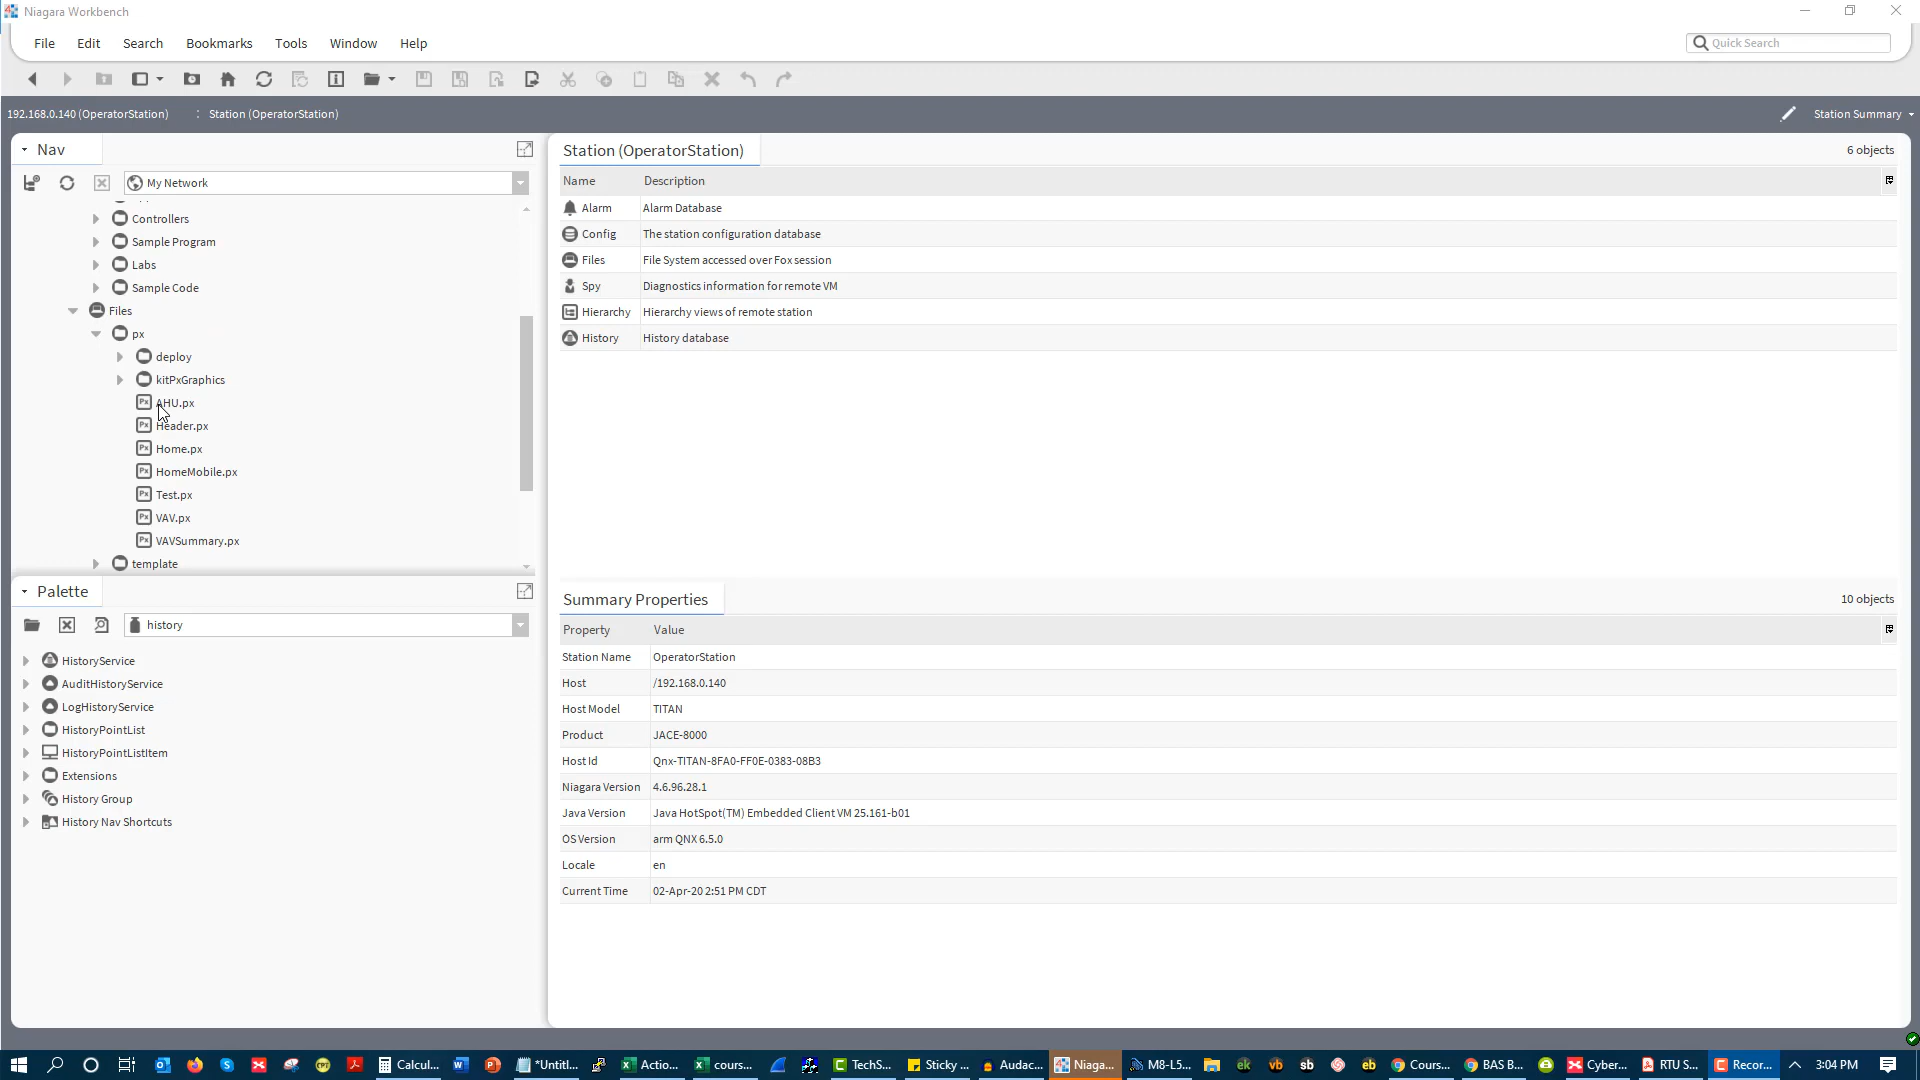 Niagara Workbench
File Edit Search Bookmarks Tools Window Help
Quick Search
192.168.0.140 (OperatorStation) : Station (OperatorStation)
Station Summary
Nav
My Network
Controllers
Sample Program
Labs
Sample Code
Files
px
deploy
kitPxGraphics
AHU.px
Header.px
Home.px
HomeMobile.px
Test.px
VAV.px
VAVSummary.px
template
Palette
history
HistoryService
AuditHistoryService
LogHistoryService
HistoryPointList
HistoryPointListItem
Extensions
History Group
History Nav Shortcuts
Station (OperatorStation) 6 objects
Name Description
Alarm Alarm Database
Config The station configuration database
Files File System accessed over Fox session
Spy Diagnostics information for remote VM
Hierarchy Hierarchy views of remote station
History History database
Summary Properties 10 objects
Property Value
Station Name OperatorStation
Host /192.168.0.140
Host Model TITAN
Product JACE-8000
Host Id Qnx-TITAN-8FA0-FF0E-0383-08B3
Niagara Version 4.6.96.28.1
Java Version Java HotSpot(TM) Embedded Client VM 25.161-b01
OS Version arm QNX 6.5.0
Locale en
Current Time 02-Apr-20 2:51 PM CDT
Calcul... *Untitl... Actio... cours... TechS... Sticky ... Audac... Niaga... M8-L5... ek vb sb eb Cours... BAS B... Cyber... RTU S... Recor... 3:04 PM